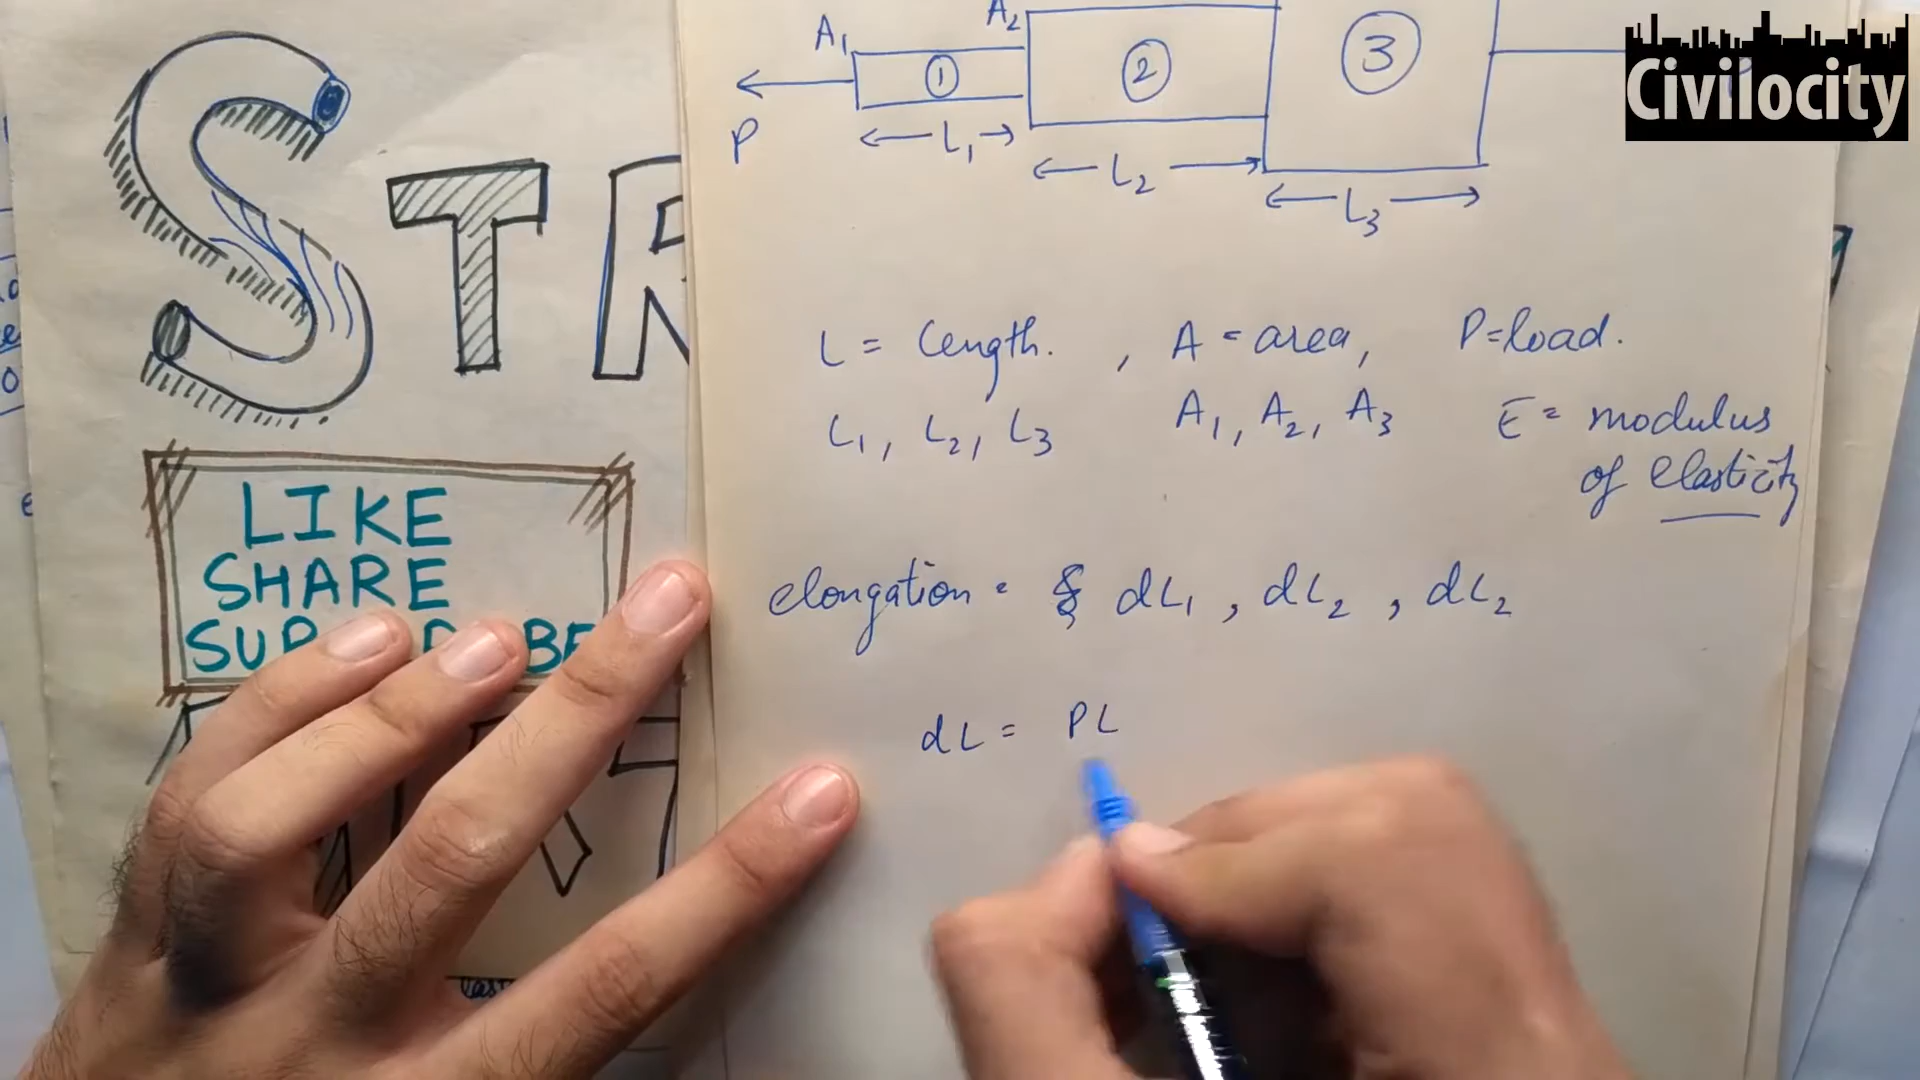 Civilocity
A1
A2
1
2
3
P
L1
L2
L3
STR
L = length. , A = area, P=load.
L1, L2, L3 A1, A2, A3 E = modulus
of elasticity
LIKE
SHARE
elongation = dL1 , dL2 , dL2
dL = PL